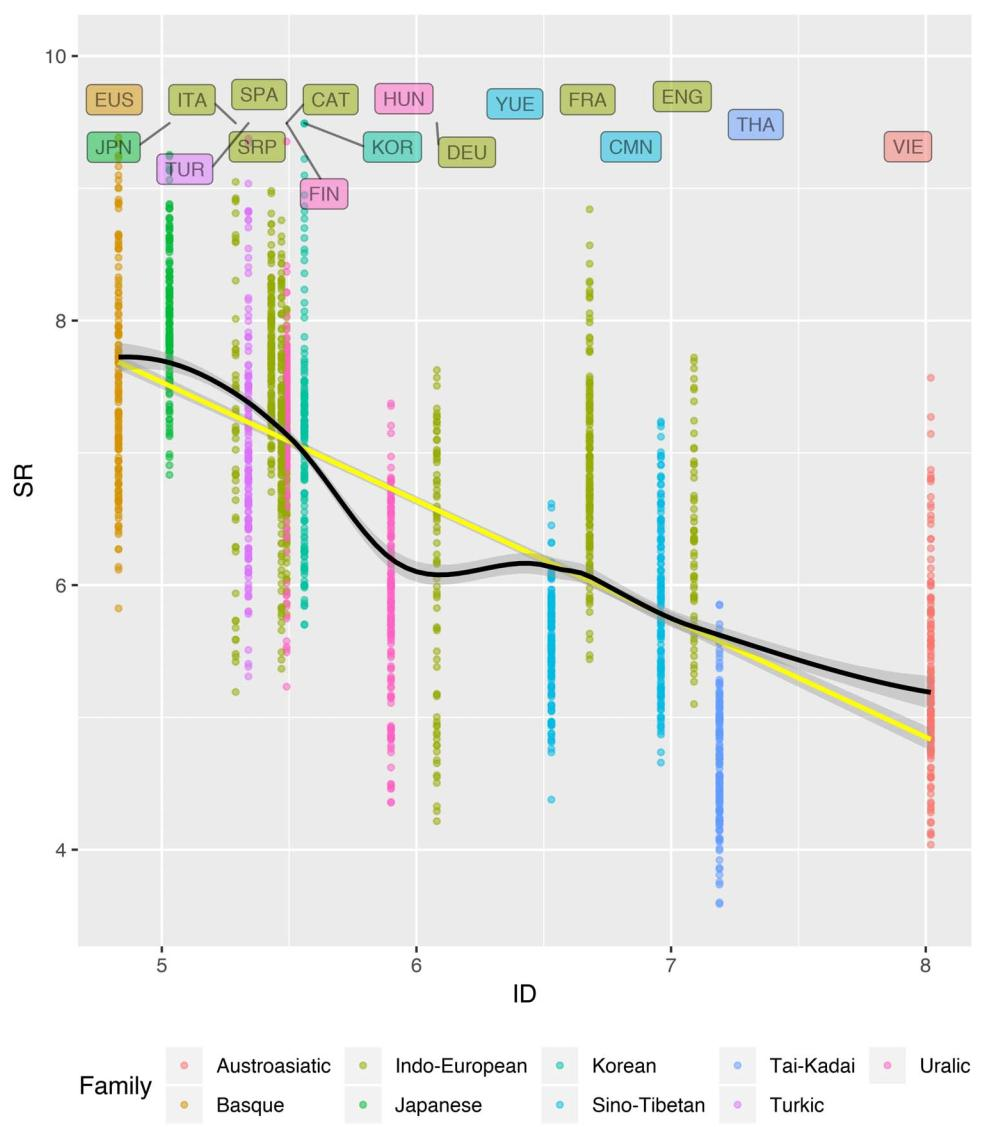 10
EUS ITA SPA CAT HUN YUE FRA ENG THA
JPN TUR SRP KOR DEU CMN VIE
FIN
8
SR
6
4
5 6 7 8
ID
Family
Austroasiatic Indo-European Korean Tai-Kadai Uralic
Basque Japanese Sino-Tibetan Turkic